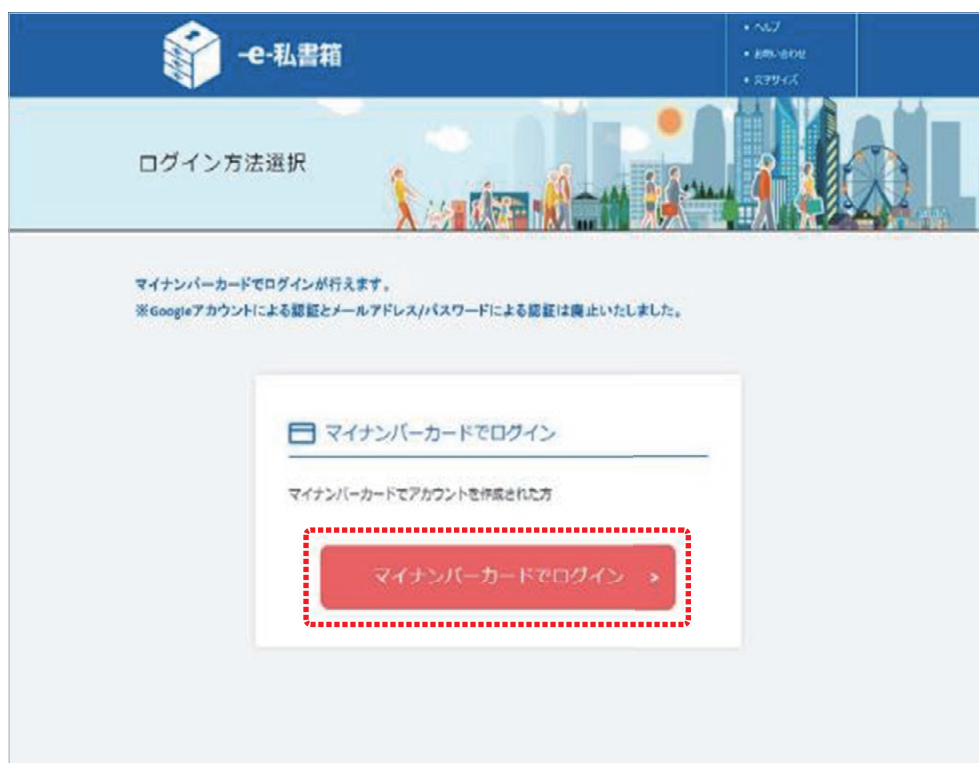 -e-私書箱
• ヘルプ
• お問い合わせ
• 文字サイズ
ログイン方法選択
マイナンバーカードでログインが行えます。
※Googleアカウントによる認証とメールアドレス/パスワードによる認証は廃止いたしました。
マイナンバーカードでログイン
マイナンバーカードでアカウントを作成された方
マイナンバーカードでログイン >